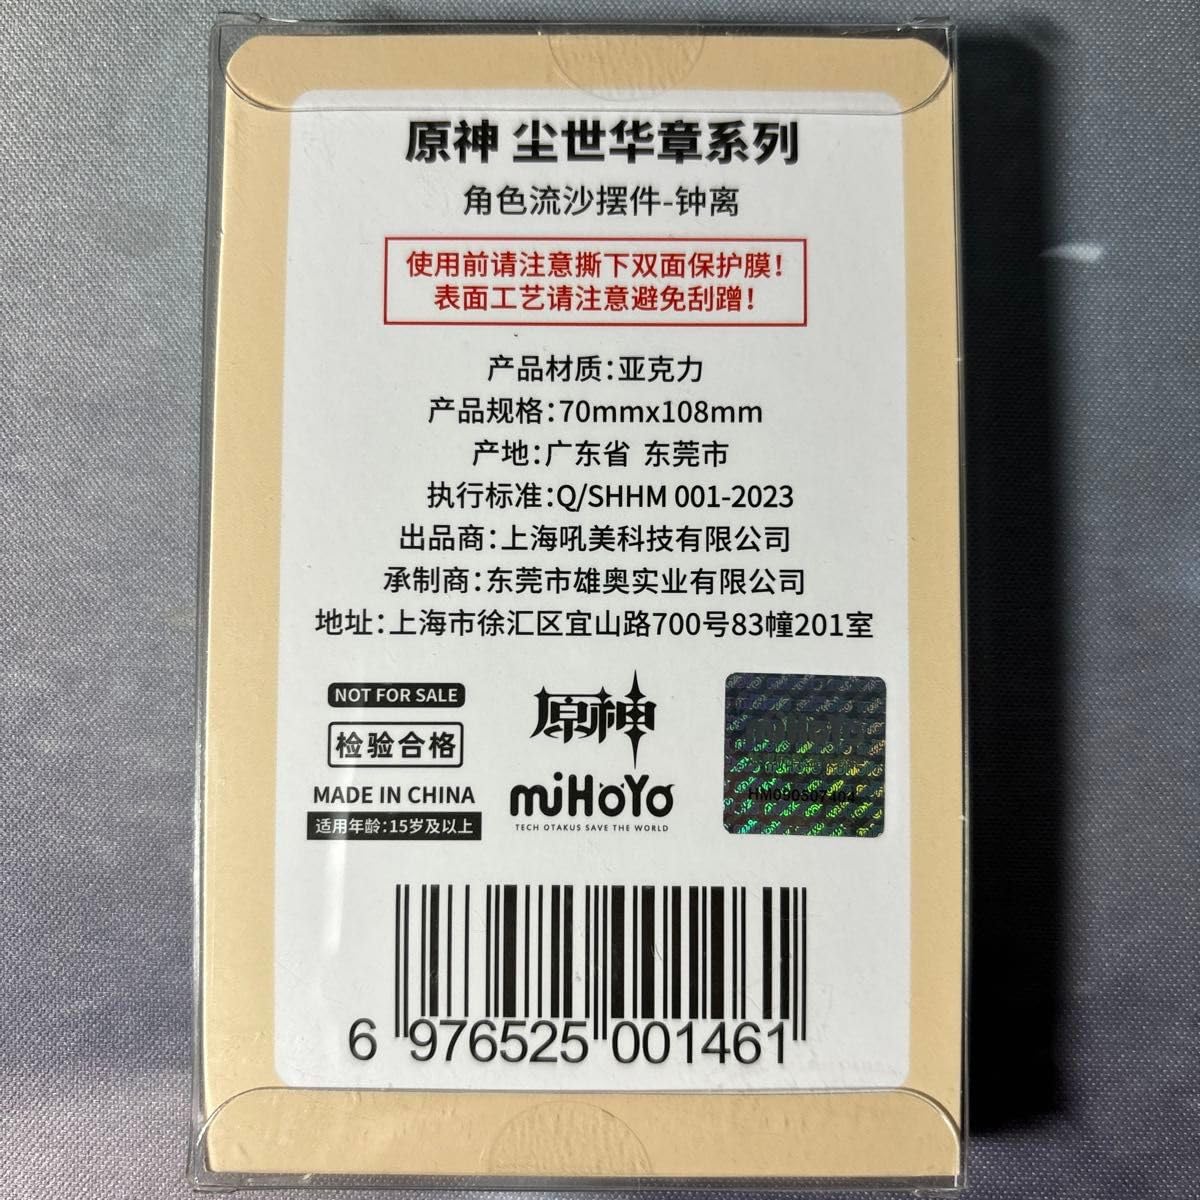 原神 尘世华章系列
角色流沙摆件-钟离
使用前请注意撕下双面保护膜!
表面工艺请注意避免刮蹭!
产品材质:亚克力
产品规格:70mmx108mm
产地:广东省 东莞市
执行标准:Q/SHHM 001-2023
出品商:上海吼美科技有限公司
承制商:东莞市雄奥实业有限公司
地址:上海市徐汇区宜山路700号83幢201室
NOT FOR SALE
检验合格
MADE IN CHINA
适用年龄:15岁及以上
原神
miHoYo
TECH OTAKUS SAVE THE WORLD
6 976525 001461